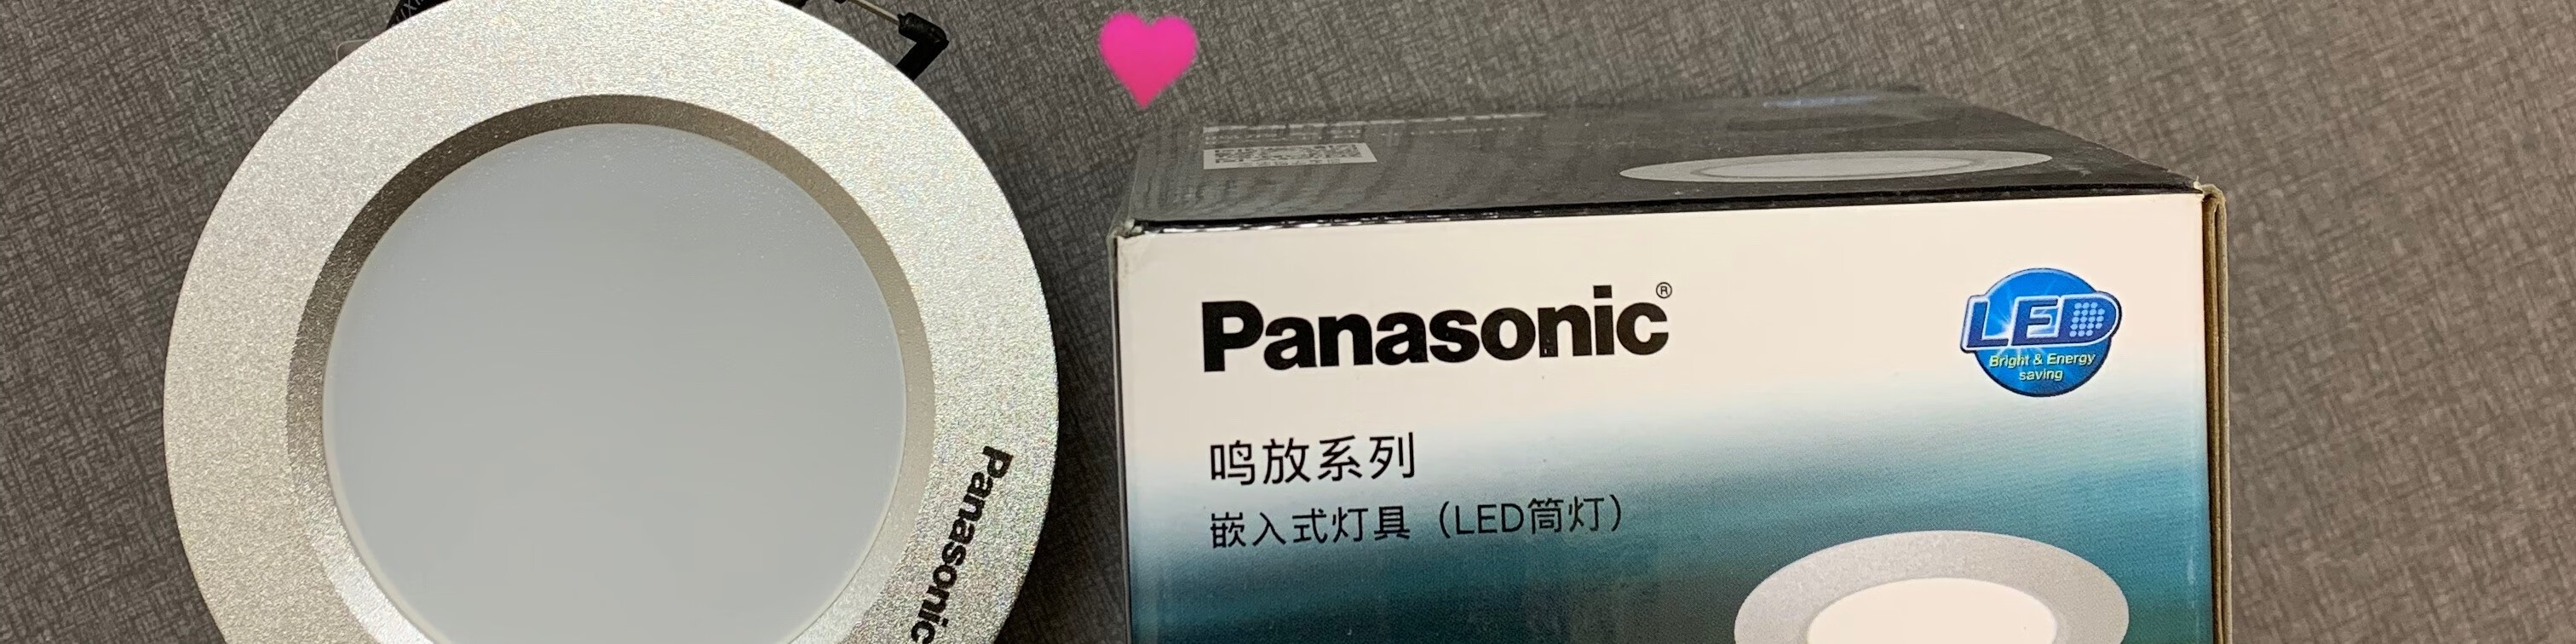 Panasonic
Panasonic®
LED
Bright & Energy
saving
鸣放系列
嵌入式灯具（LED筒灯）